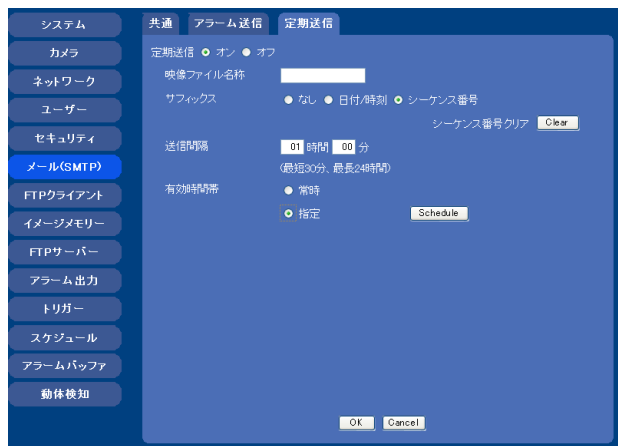 システム
カメラ
ネットワーク
ユーザー
セキュリティ
メール(SMTP)
FTPクライアント
イメージメモリー
FTPサーバー
アラーム出力
トリガー
スケジュール
アラームバッファ
動体検知
共通 アラーム送信 定期送信
定期送信 オン オフ
映像ファイル名称
サフィックス なし 日付/時刻 シーケンス番号
シーケンス番号クリア Clear
送信間隔 01 時間 00 分
(最短30分、最長24時間)
有効時間帯 常時
指定 Schedule
OK Cancel